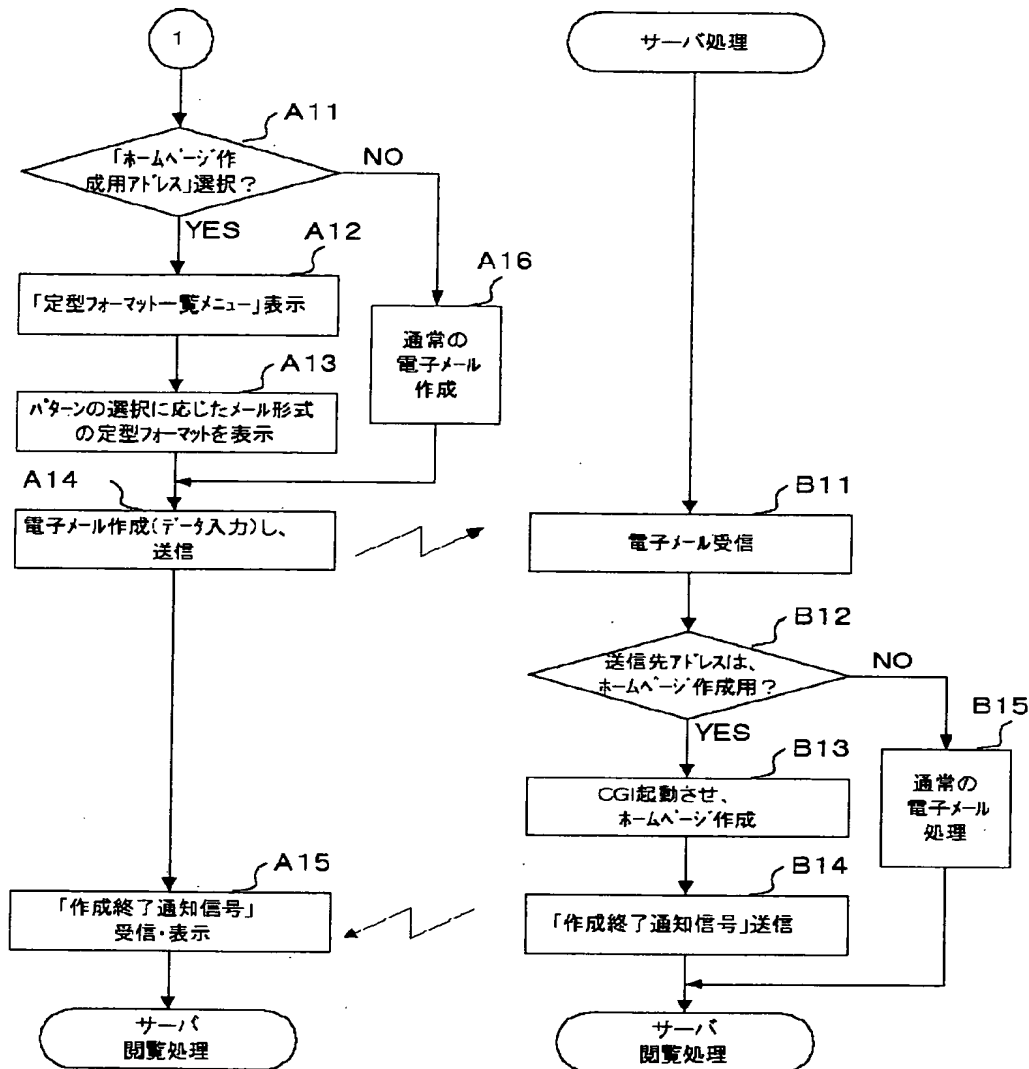 1
A11
「ホームページ作
成用アドレス」選択？
NO
YES
A12
「定型フォーマット一覧メニュー」表示
A16
通常の
電子メール
作成
A13
パターンの選択に応じたメール形式
の定型フォーマットを表示
A14
電子メール作成(データ入力)し、
送信
A15
「作成終了通知信号」
受信・表示
サーバ
閲覧処理
サーバ処理
B11
電子メール受信
B12
送信先アドレスは、
ホームページ作成用？
NO
YES
B15
通常の
電子メール
処理
B13
CGI起動させ、
ホームページ作成
B14
「作成終了通知信号」送信
サーバ
閲覧処理